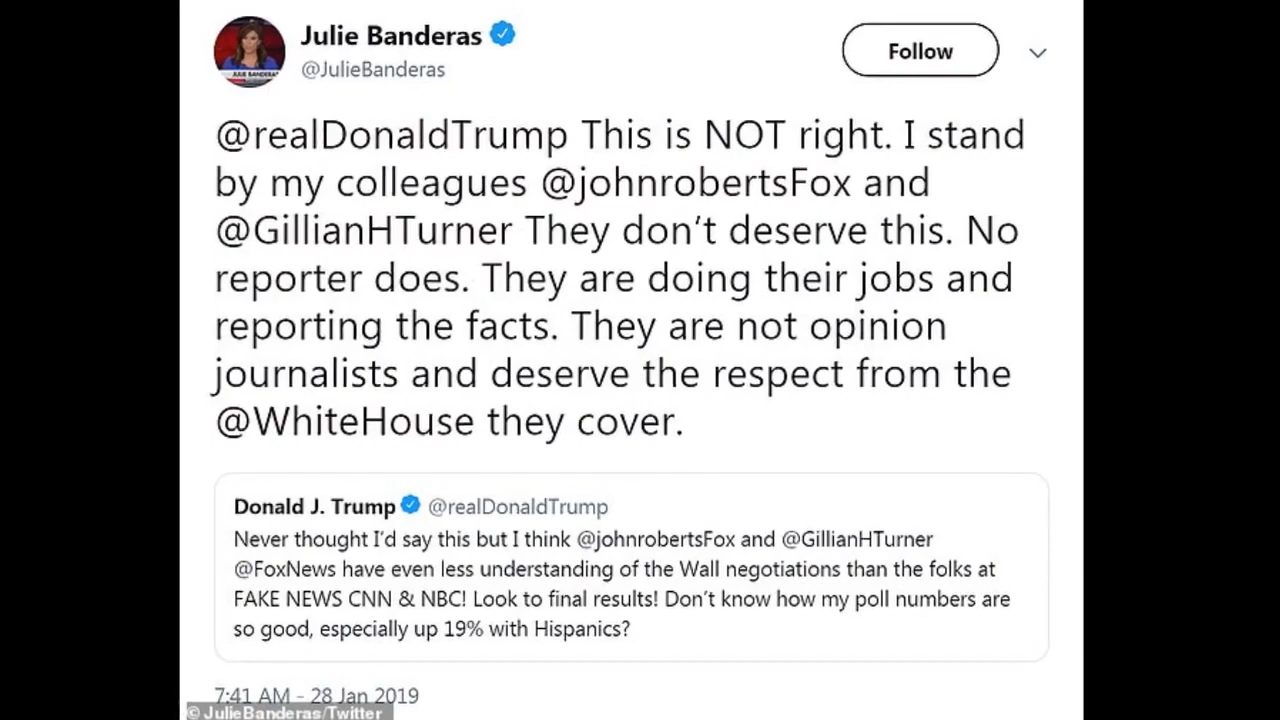 Julie Banderas
@JulieBanderas
Follow
JULIE BANDERAS
@realDonaldTrump This is NOT right. I stand
by my colleagues @johnrobertsFox and
@GillianHTurner They don't deserve this. No
reporter does. They are doing their jobs and
reporting the facts. They are not opinion
journalists and deserve the respect from the
@WhiteHouse they cover.
Donald J. Trump @realDonaldTrump
Never thought I'd say this but I think @johnrobertsFox and @GillianHTurner
@FoxNews have even less understanding of the Wall negotiations than the folks at
FAKE NEWS CNN & NBC! Look to final results! Don't know how my poll numbers are
so good, especially up 19% with Hispanics?
7:41 AM - 28 Jan 2019
© JulieBanderas/Twitter